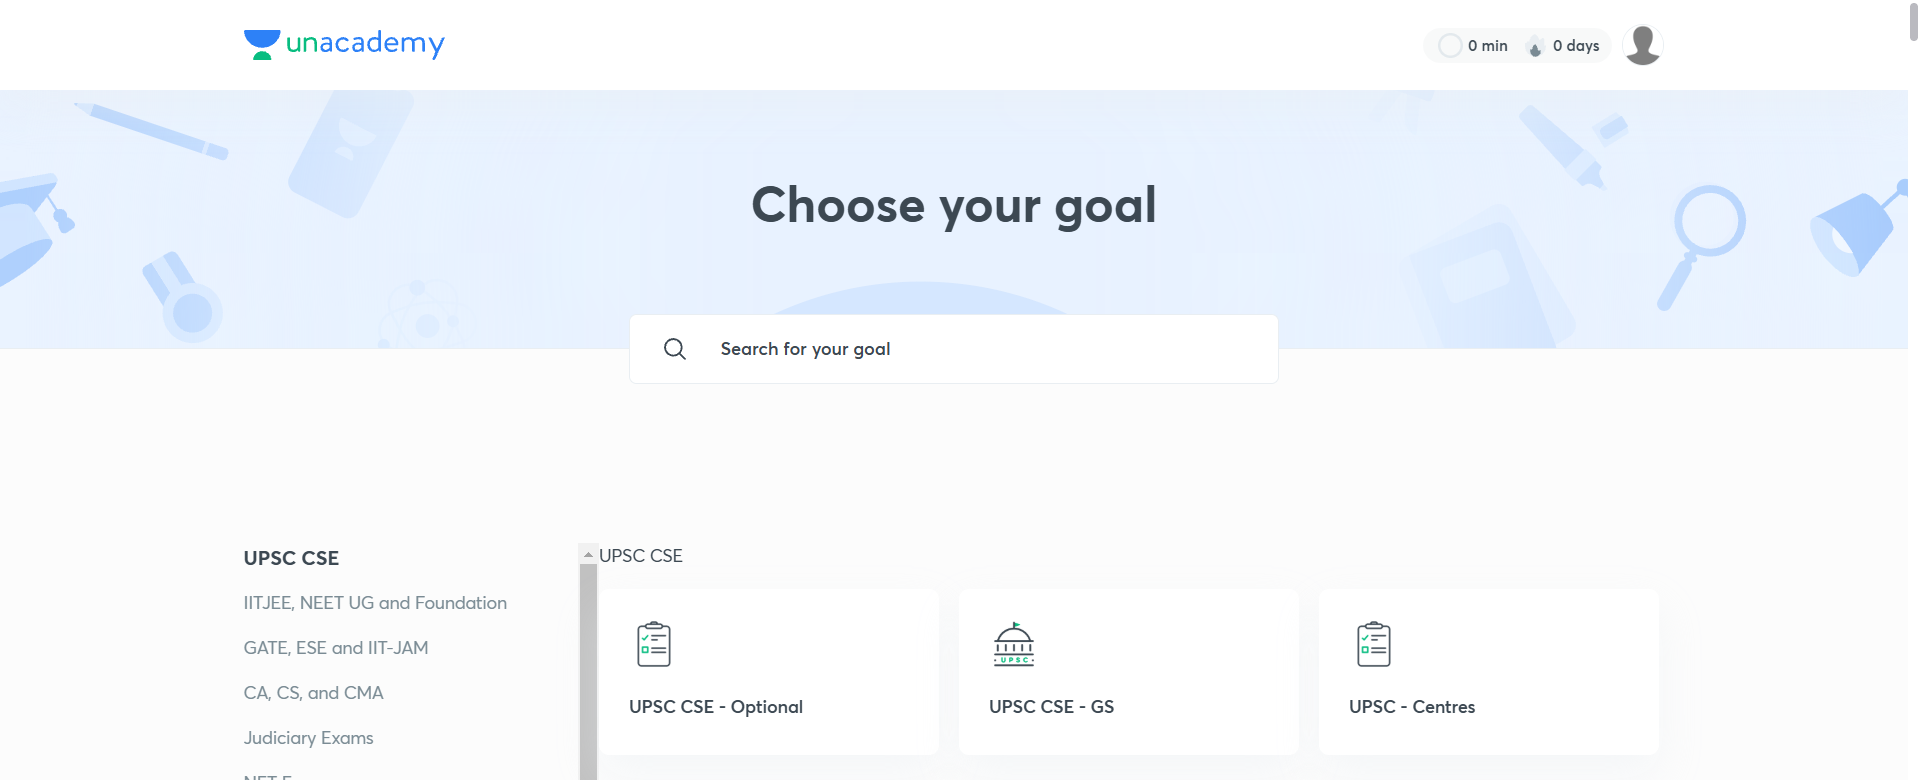 unacademy
0 min
0 days
Choose your goal
Search for your goal
UPSC CSE
IITJEE, NEET UG and Foundation
GATE, ESE and IIT-JAM
CA, CS, and CMA
Judiciary Exams
UPSC CSE
UPSC
UPSC CSE - Optional
UPSC CSE - GS
UPSC - Centres